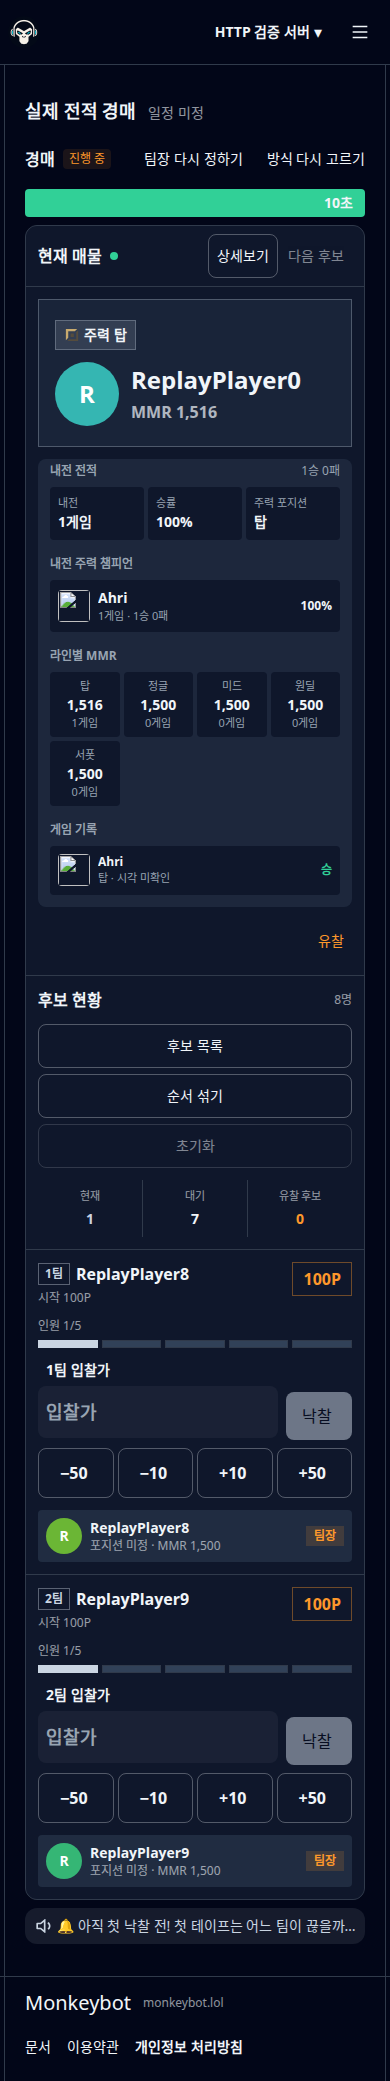 HTTP 검증 서버 ▾
실제 전적 경매 일정 미정
경매 진행 중 팀장 다시 정하기 방식 다시 고르기
10초
현재 매물 상세보기 다음 후보
주력 탑
R ReplayPlayer0
MMR 1,516
내전 전적 1승 0패
내전 승률 주력 포지션
1게임 100% 탑
내전 주력 챔피언
Ahri 100%
1게임 · 1승 0패
라인별 MMR
탑 정글 미드 원딜
1,516 1,500 1,500 1,500
1게임 0게임 0게임 0게임
서폿
1,500
0게임
게임 기록
Ahri 승
탑 · 시각 미확인
유찰
후보 현황 8명
후보 목록
순서 섞기
초기화
현재 대기 유찰 후보
1 7 0
1팀 ReplayPlayer8 100P
시작 100P
인원 1/5
1팀 입찰가
입찰가 낙찰
−50 −10 +10 +50
R ReplayPlayer8 팀장
포지션 미정 · MMR 1,500
2팀 ReplayPlayer9 100P
시작 100P
인원 1/5
2팀 입찰가
입찰가 낙찰
−50 −10 +10 +50
R ReplayPlayer9 팀장
포지션 미정 · MMR 1,500
🔔 아직 첫 낙찰 전! 첫 테이프는 어느 팀이 끊을까…
Monkeybot monkeybot.lol
문서 이용약관 개인정보 처리방침